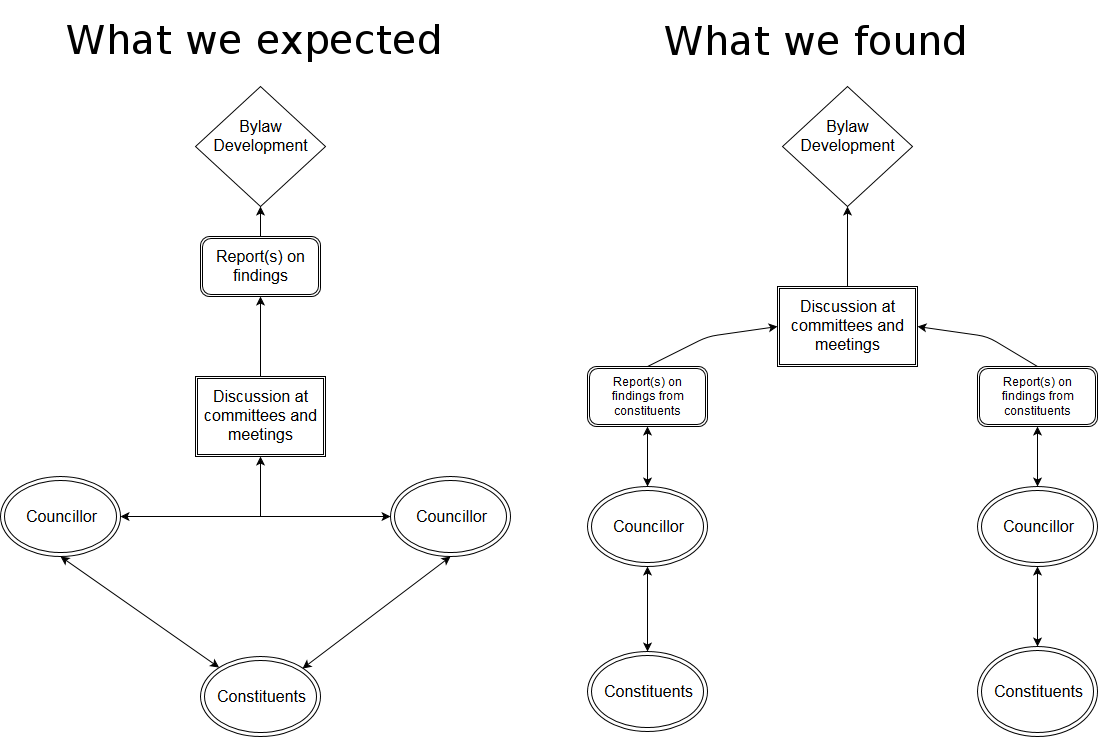 What we expected
Bylaw
Development
Report(s) on
findings
Discussion at
committees and
meetings
Councillor
Councillor
Constituents
What we found
Bylaw
Development
Discussion at
committees and
meetings
Report(s) on
findings from
constituents
Report(s) on
findings from
constituents
Councillor
Councillor
Constituents
Constituents